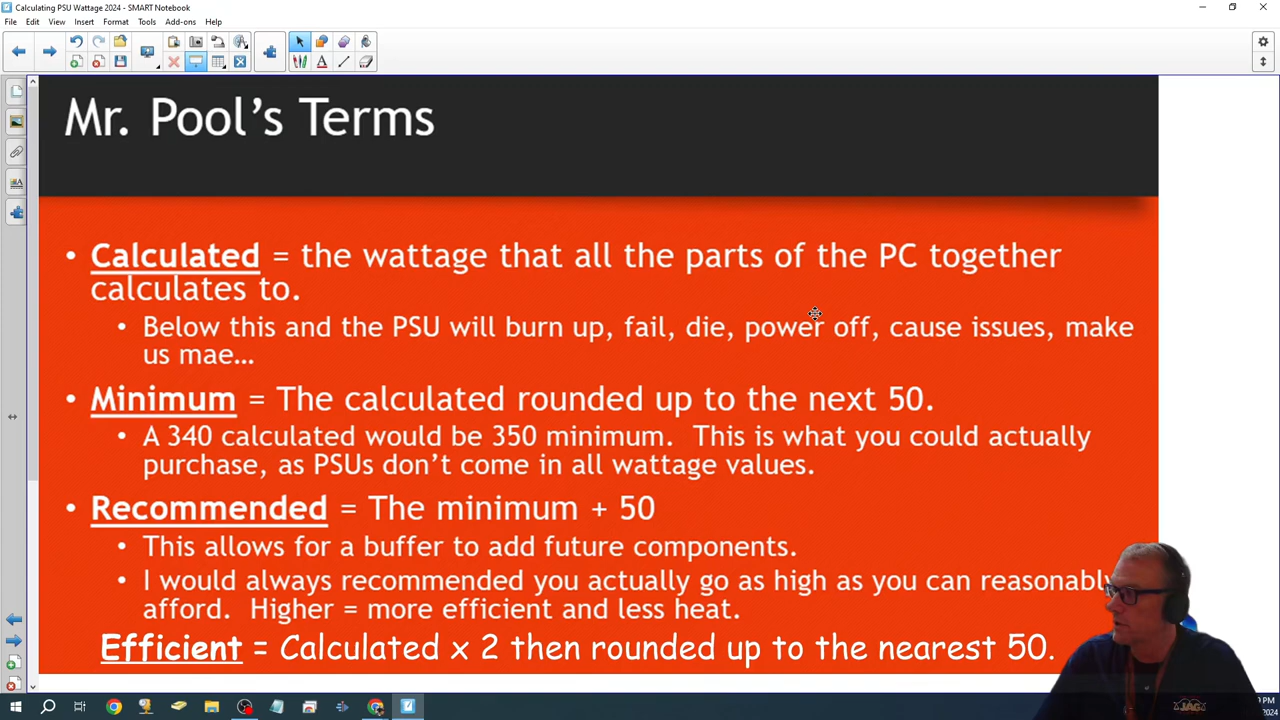 Calculating PSU Wattage 2024 - SMART Notebook
File Edit View Insert Format Tools Add-ons Help
Mr. Pool's Terms
• Calculated = the wattage that all the parts of the PC together
calculates to.
• Below this and the PSU will burn up, fail, die, power off, cause issues, make
us mae...
• Minimum = The calculated rounded up to the next 50.
• A 340 calculated would be 350 minimum. This is what you could actually
purchase, as PSUs don't come in all wattage values.
• Recommended = The minimum + 50
• This allows for a buffer to add future components.
• I would always recommended you actually go as high as you can reasonably
afford. Higher = more efficient and less heat.
Efficient = Calculated x 2 then rounded up to the nearest 50.
PM
2024
JAG